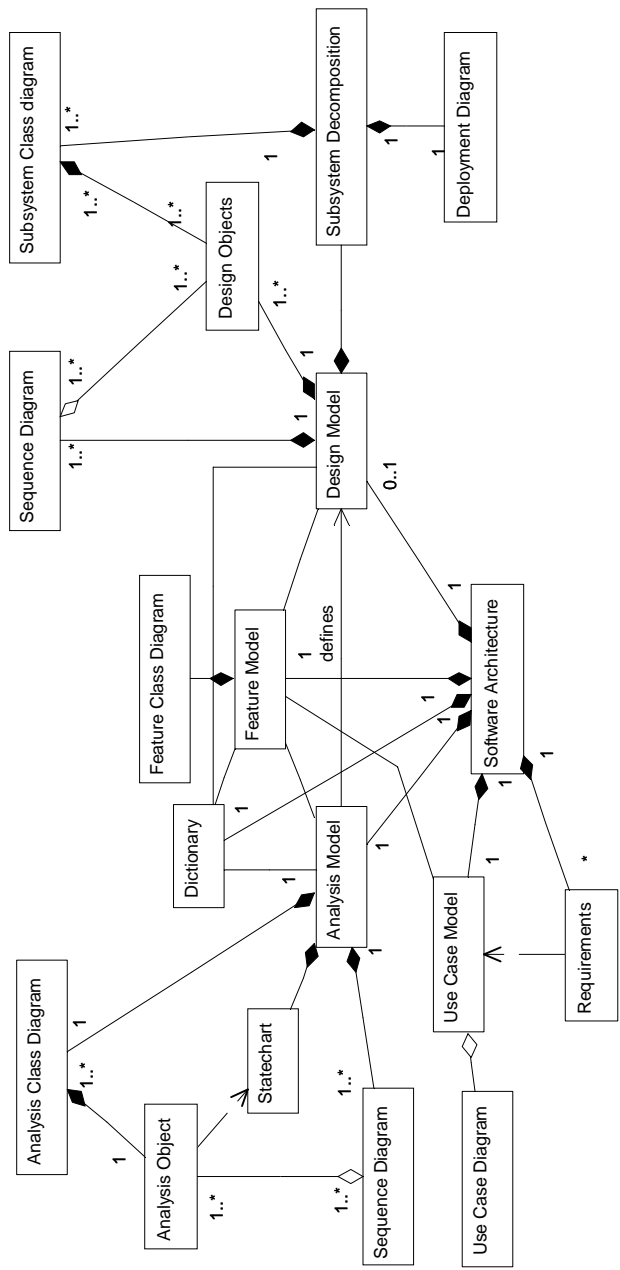 Analysis Class Diagram
Sequence Diagram
Subsystem Class diagram
1
1..*
1..*
1..*
1..*
1..*
1
Analysis Object
Feature Class Diagram
1..*
1..*
Dictionary
1..*
Design Objects
1
Feature Model
Statechart
1
1..*
1
1
1
1
defines
Analysis Model
Design Model
Subsystem Decomposition
1..*
1..*
1
Sequence Diagram
1
0..1
1
1
1
1
1
Use Case Model
Deployment Diagram
Use Case Diagram
Software Architecture
1
1
1
*
Requirements